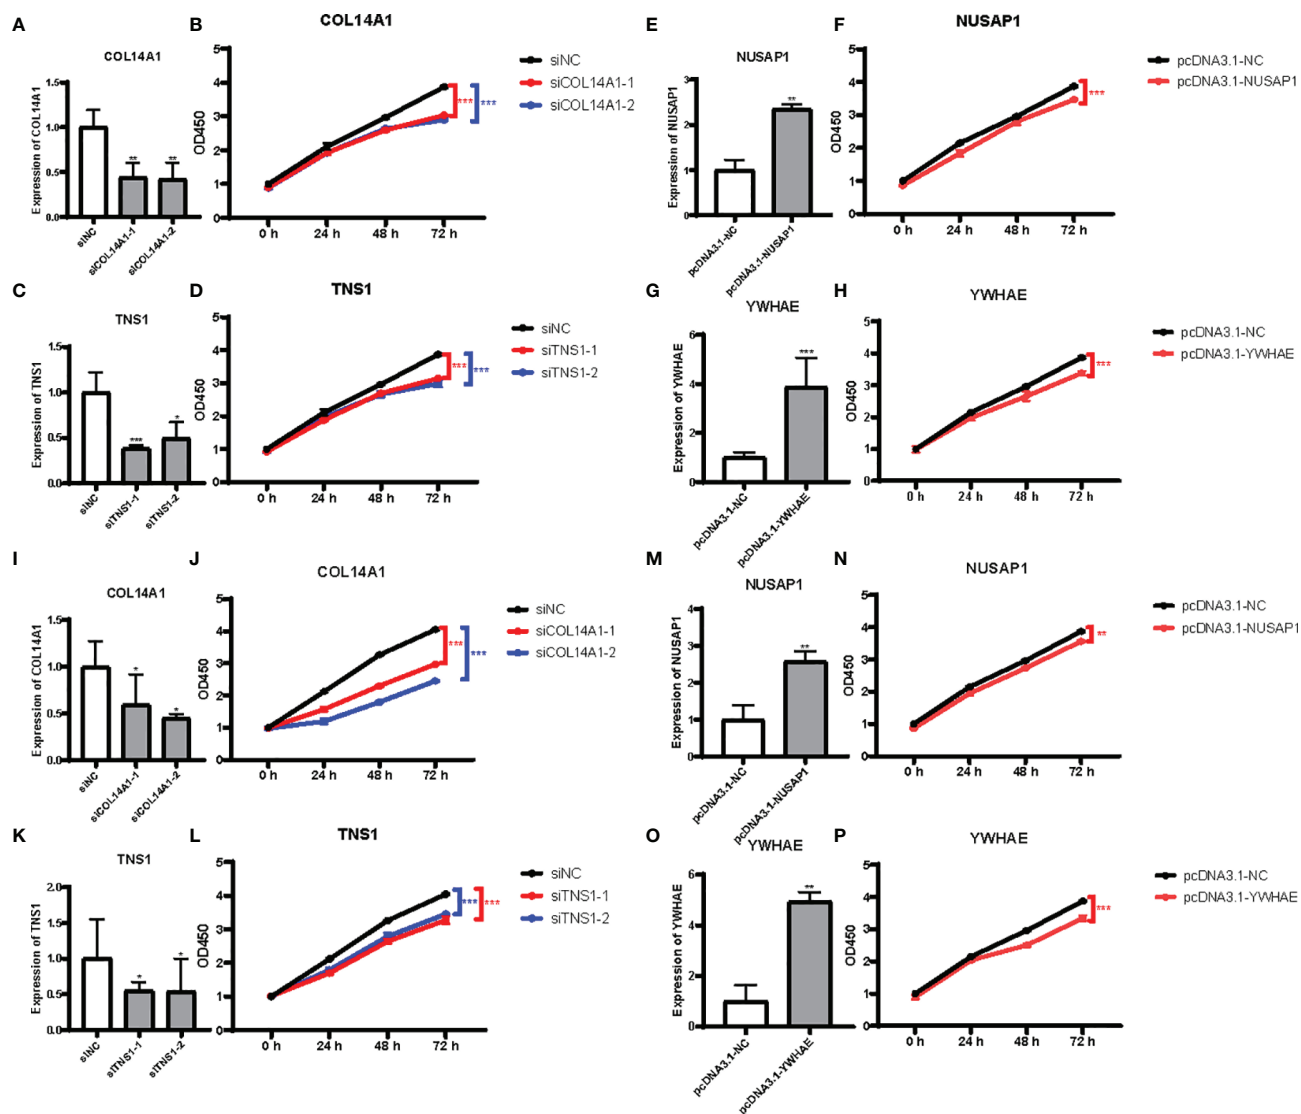 A
COL14A1
Expression of COL14A1
1.5
1.0
0.5
0.0
**
**
siNC
siCOL14A1-1
siCOL14A1-2
B
COL14A1
OD450
5
4
3
2
1
0
0 h
24 h
48 h
72 h
siNC
siCOL14A1-1
siCOL14A1-2
***
***
E
NUSAP1
Expression of NUSAP1
3
2
1
0
**
pcDNA3.1-NC
pcDNA3.1-NUSAP1
F
NUSAP1
OD450
5
4
3
2
1
0
0 h
24 h
48 h
72 h
pcDNA3.1-NC
pcDNA3.1-NUSAP1
***
C
TNS1
Expression of TNS1
1.5
1.0
0.5
0.0
***
*
siNC
siTNS1-1
siTNS1-2
D
TNS1
OD450
5
4
3
2
1
0
0 h
24 h
48 h
72 h
siNC
siTNS1-1
siTNS1-2
***
***
G
YWHAE
Expression of YWHAE
6
4
2
0
***
pcDNA3.1-NC
pcDNA3.1-YWHAE
H
YWHAE
OD450
5
4
3
2
1
0
0 h
24 h
48 h
72 h
pcDNA3.1-NC
pcDNA3.1-YWHAE
***
I
COL14A1
Expression of COL14A1
1.5
1.0
0.5
0.0
*
*
siNC
siCOL14A1-1
siCOL14A1-2
J
COL14A1
OD450
5
4
3
2
1
0
0 h
24 h
48 h
72 h
siNC
siCOL14A1-1
siCOL14A1-2
***
***
M
NUSAP1
Expression of NUSAP1
4
3
2
1
0
**
pcDNA3.1-NC
pcDNA3.1-NUSAP1
N
NUSAP1
OD450
5
4
3
2
1
0
0 h
24 h
48 h
72 h
pcDNA3.1-NC
pcDNA3.1-NUSAP1
**
K
TNS1
Expression of TNS1
2.0
1.5
1.0
0.5
0.0
*
*
siNC
siTNS1-1
siTNS1-2
L
TNS1
OD450
5
4
3
2
1
0
0 h
24 h
48 h
72 h
siNC
siTNS1-1
siTNS1-2
***
***
O
YWHAE
Expression of YWHAE
6
4
2
0
**
pcDNA3.1-NC
pcDNA3.1-YWHAE
P
YWHAE
OD450
5
4
3
2
1
0
0 h
24 h
48 h
72 h
pcDNA3.1-NC
pcDNA3.1-YWHAE
***